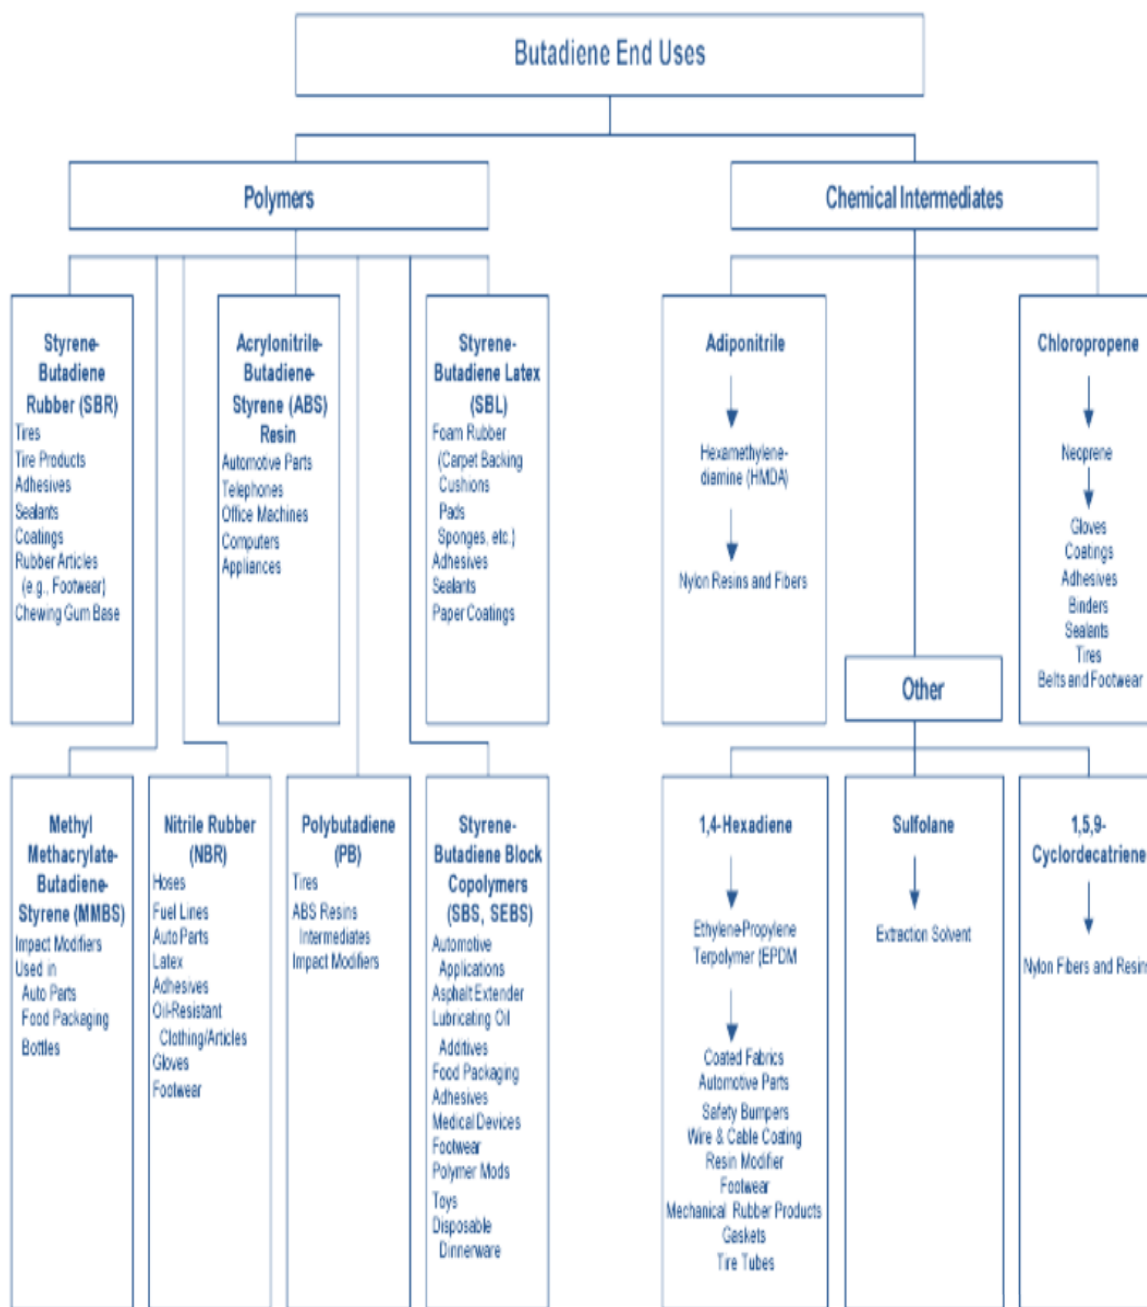 Butadiene End Uses
Polymers
Chemical Intermediates
Styrene-
Butadiene
Rubber (SBR)
Tires
Tire Products
Adhesives
Sealants
Coatings
Rubber Articles
(e.g., Footwear)
Chewing Gum Base
Acrylonitrile-
Butadiene-
Styrene (ABS)
Resin
Automotive Parts
Telephones
Office Machines
Computers
Appliances
Styrene-
Butadiene Latex
(SBL)
Foam Rubber
(Carpet Backing
Cushions
Pads
Sponges, etc.)
Adhesives
Sealants
Paper Coatings
Adiponitrile
Hexamethylene-
diamine (HMDA)
Nylon Resins and Fibers
Chloropropene
Neoprene
Gloves
Coatings
Adhesives
Binders
Sealants
Tires
Belts and Footwear
Other
Methyl
Methacrylate-
Butadiene-
Styrene (MMBS)
Impact Modifiers
Used in
Auto Parts
Food Packaging
Bottles
Nitrile Rubber
(NBR)
Hoses
Fuel Lines
Auto Parts
Latex
Adhesives
Oil-Resistant
Clothing/Articles
Gloves
Footwear
Polybutadiene
(PB)
Tires
ABS Resins
Intermediates
Impact Modifiers
Styrene-
Butadiene Block
Copolymers
(SBS, SEBS)
Automotive
Applications
Asphalt Extender
Lubricating Oil
Additives
Food Packaging
Adhesives
Medical Devices
Footwear
Polymer Mods
Toys
Disposable
Dinnerware
1,4-Hexadiene
Ethylene-Propylene
Terpolymer (EPDM
Coated Fabrics
Automotive Parts
Safety Bumpers
Wire & Cable Coating
Resin Modifier
Footwear
Mechanical Rubber Products
Gaskets
Tire Tubes
Sulfolane
Extraction Solvent
1,5,9-
Cyclordecatriene
Nylon Fibers and Resins